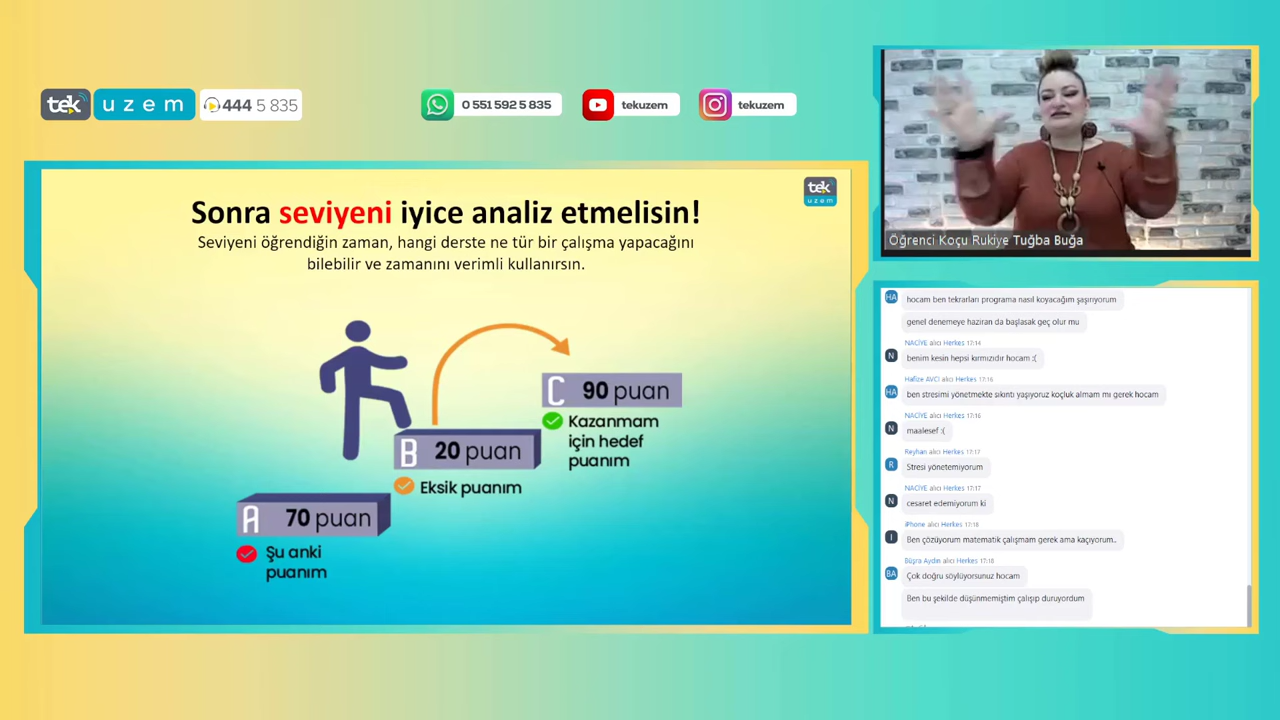 tek uzem 444 5 835
0 551 592 5 835
tekuzem
tekuzem
tek
uzem
Sonra seviyeni iyice analiz etmelisin!
Seviyeni öğrendiğin zaman, hangi derste ne tür bir çalışma yapacağını
bilebilir ve zamanını verimli kullanırsın.
C 90 puan
Kazanmam
için hedef
puanım
B 20 puan
Eksik puanım
A 70 puan
Şu anki
puanım
Öğrenci Koçu Rukiye Tuğba Buğa
HA
hocam ben tekrarları programa nasıl koyacağım şaşırıyorum
genel denemeye haziran da başlasak geç olur mu
NACİYE alıcı Herkes 17:14
N
benim kesin hepsi kırmızıdır hocam :(
Hafize AVCI alıcı Herkes 17:16
HA
ben stresimi yönetmekte sıkıntı yaşıyoruz koçluk almam mı gerek hocam
NACİYE alıcı Herkes 17:16
N
maalesef :(
Reyhan alıcı Herkes 17:17
R
Stresi yönetemiyorum
NACİYE alıcı Herkes 17:17
N
cesaret edemiyorum ki
iPhone alıcı Herkes 17:18
I
Ben çözüyorum matematik çalışmam gerek ama kaçıyorum..
Büşra Aydın alıcı Herkes 17:18
BA
Çok doğru söylüyorsunuz hocam
Ben bu şekilde düşünmemiştim çalışıp duruyordum